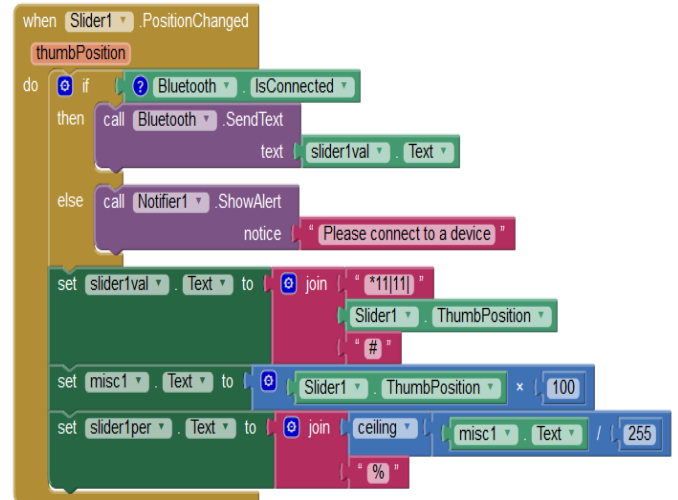 when Slider1 .PositionChanged
thumbPosition
do if ? Bluetooth . IsConnected
then call Bluetooth .SendText
text slider1val . Text
else call Notifier1 .ShowAlert
notice " Please connect to a device "
set slider1val . Text to join " *11|11| "
Slider1 . ThumbPosition
" # "
set misc1 . Text to Slider1 . ThumbPosition × 100
set slider1per . Text to join ceiling misc1 . Text / 255
" % "